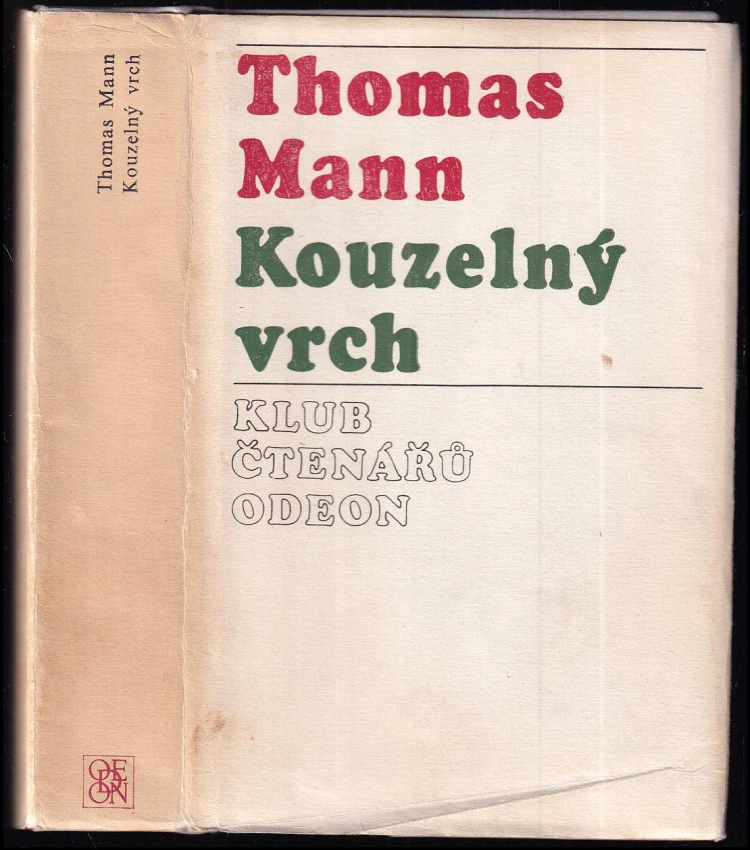 Thomas Mann
Kouzelný vrch
ODEON
Thomas
Mann
Kouzelný
vrch
KLUB
ČTENÁŘŮ
ODEON